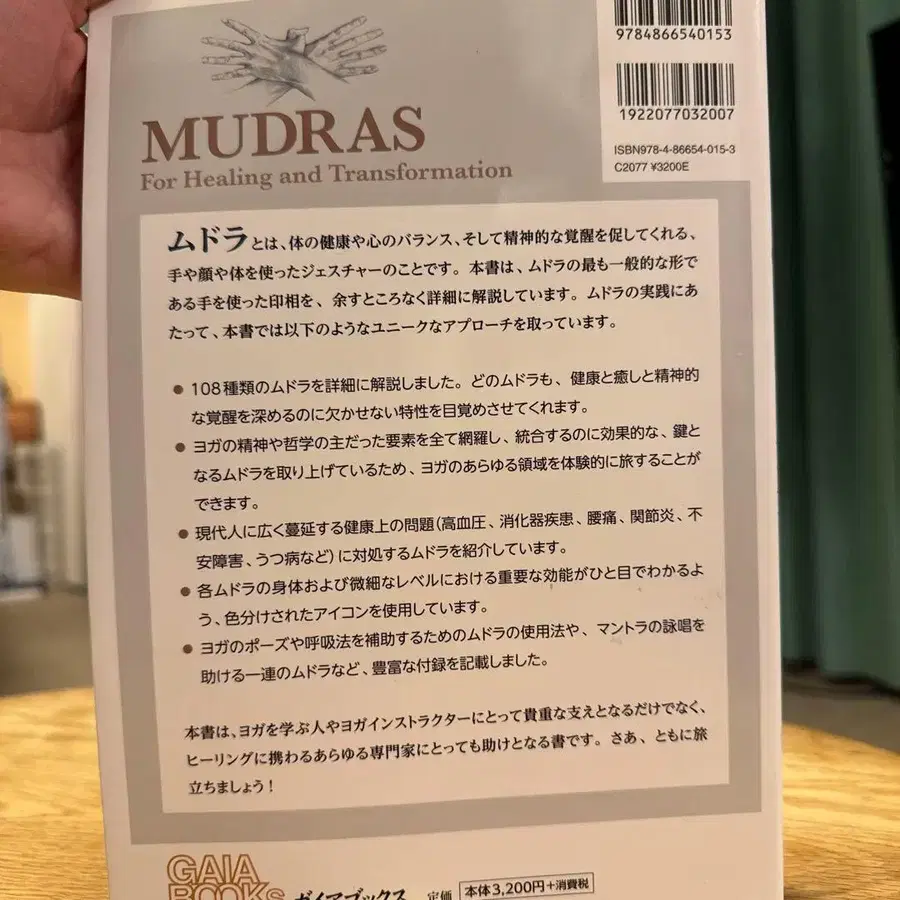 9784866540153
1922077032007
ISBN978-4-86654-015-3
C2077 ¥3200E
MUDRAS
For Healing and Transformation
ムドラとは、体の健康や心のバランス、そして精神的な覚醒を促してくれる、
手や顔や体を使ったジェスチャーのことです。本書は、ムドラの最も一般的な形で
ある手を使った印相を、余すところなく詳細に解説しています。ムドラの実践にあ
たって、本書では以下のようなユニークなアプローチを取っています。
● 108種類のムドラを詳細に解説しました。どのムドラも、健康と癒しと精神的
な覚醒を深めるのに欠かせない特性を目覚めさせてくれます。
● ヨガの精神や哲学の主だった要素を全て網羅し、統合するのに効果的な、鍵と
なるムドラを取り上げているため、ヨガのあらゆる領域を体験的に旅することが
できます。
● 現代人に広く蔓延する健康上の問題(高血圧、消化器疾患、腰痛、関節炎、不
安障害、うつ病など)に対処するムドラを紹介しています。
● 各ムドラの身体および微細なレベルにおける重要な効能がひと目でわかるよ
う、色分けされたアイコンを使用しています。
● ヨガのポーズや呼吸法を補助するためのムドラの使用法や、マントラの詠唱を
助ける一連のムドラなど、豊富な付録を記載しました。
本書は、ヨガを学ぶ人やヨガインストラクターにとって貴重な支えとなるだけでなく、
ヒーリングに携わるあらゆる専門家にとっても助けとなる書です。さあ、ともに旅
立ちましょう!
GAIA
BOOKS ガイアブックス 定価 本体3,200円+消費税